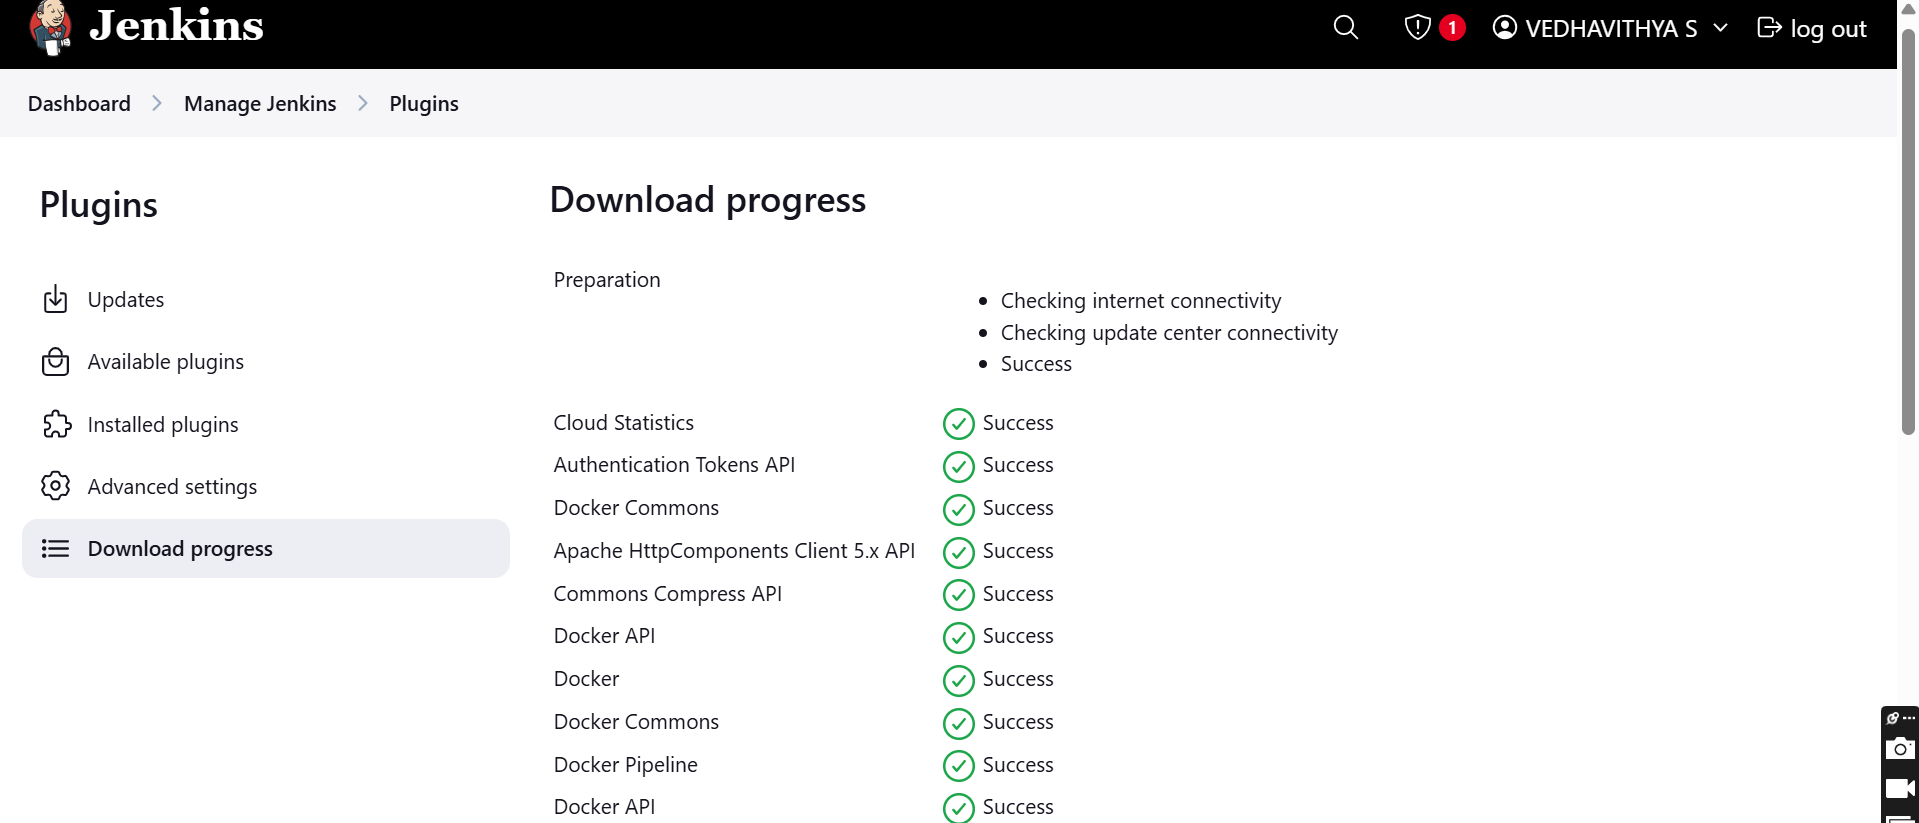 Jenkins
1
VEDHAVITHYA S
log out
Dashboard > Manage Jenkins > Plugins
Plugins
Updates
Available plugins
Installed plugins
Advanced settings
Download progress
Download progress
Preparation
Checking internet connectivity
Checking update center connectivity
Success
Cloud Statistics Success
Authentication Tokens API Success
Docker Commons Success
Apache HttpComponents Client 5.x API Success
Commons Compress API Success
Docker API Success
Docker Success
Docker Commons Success
Docker Pipeline Success
Docker API Success